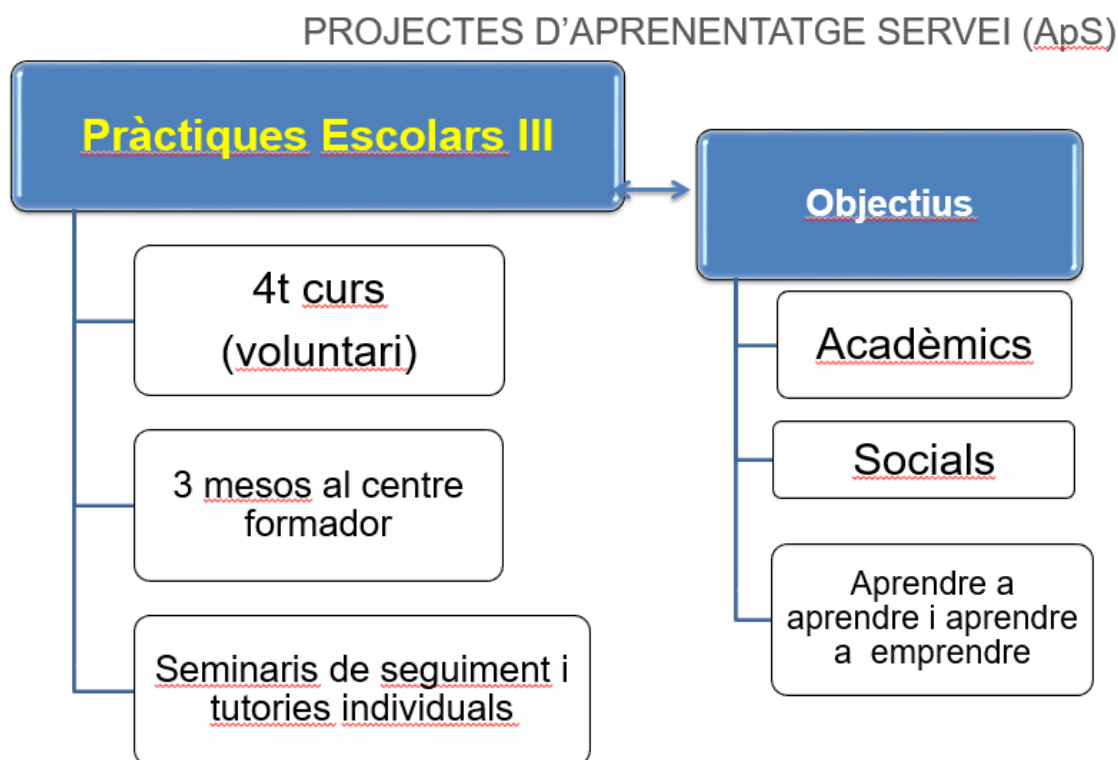 PROJECTES D’APRENENTATGE SERVEI (ApS)
Pràctiques Escolars III
4t curs
(voluntari)
3 mesos al centre
formador
Seminaris de seguiment i
tutories individuals
Objectius
Acadèmics
Socials
Aprendre a
aprendre i aprendre
a emprendre